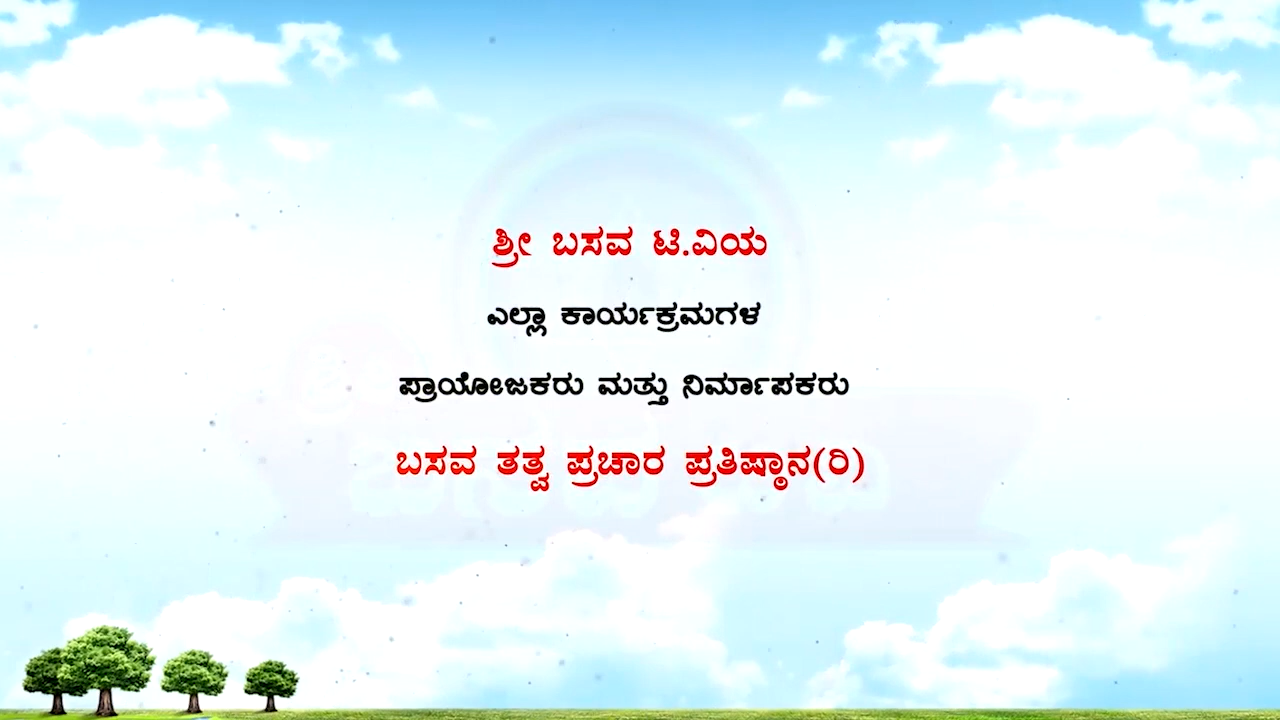 ಶ್ರೀ ಬಸವ ಟಿ.ವಿಯ
ಎಲ್ಲಾ ಕಾರ್ಯಕ್ರಮಗಳ
ಪ್ರಾಯೋಜಕರು ಮತ್ತು ನಿರ್ಮಾಪಕರು
ಬಸವ ತತ್ವ ಪ್ರಚಾರ ಪ್ರತಿಷ್ಠಾನ(ರಿ)